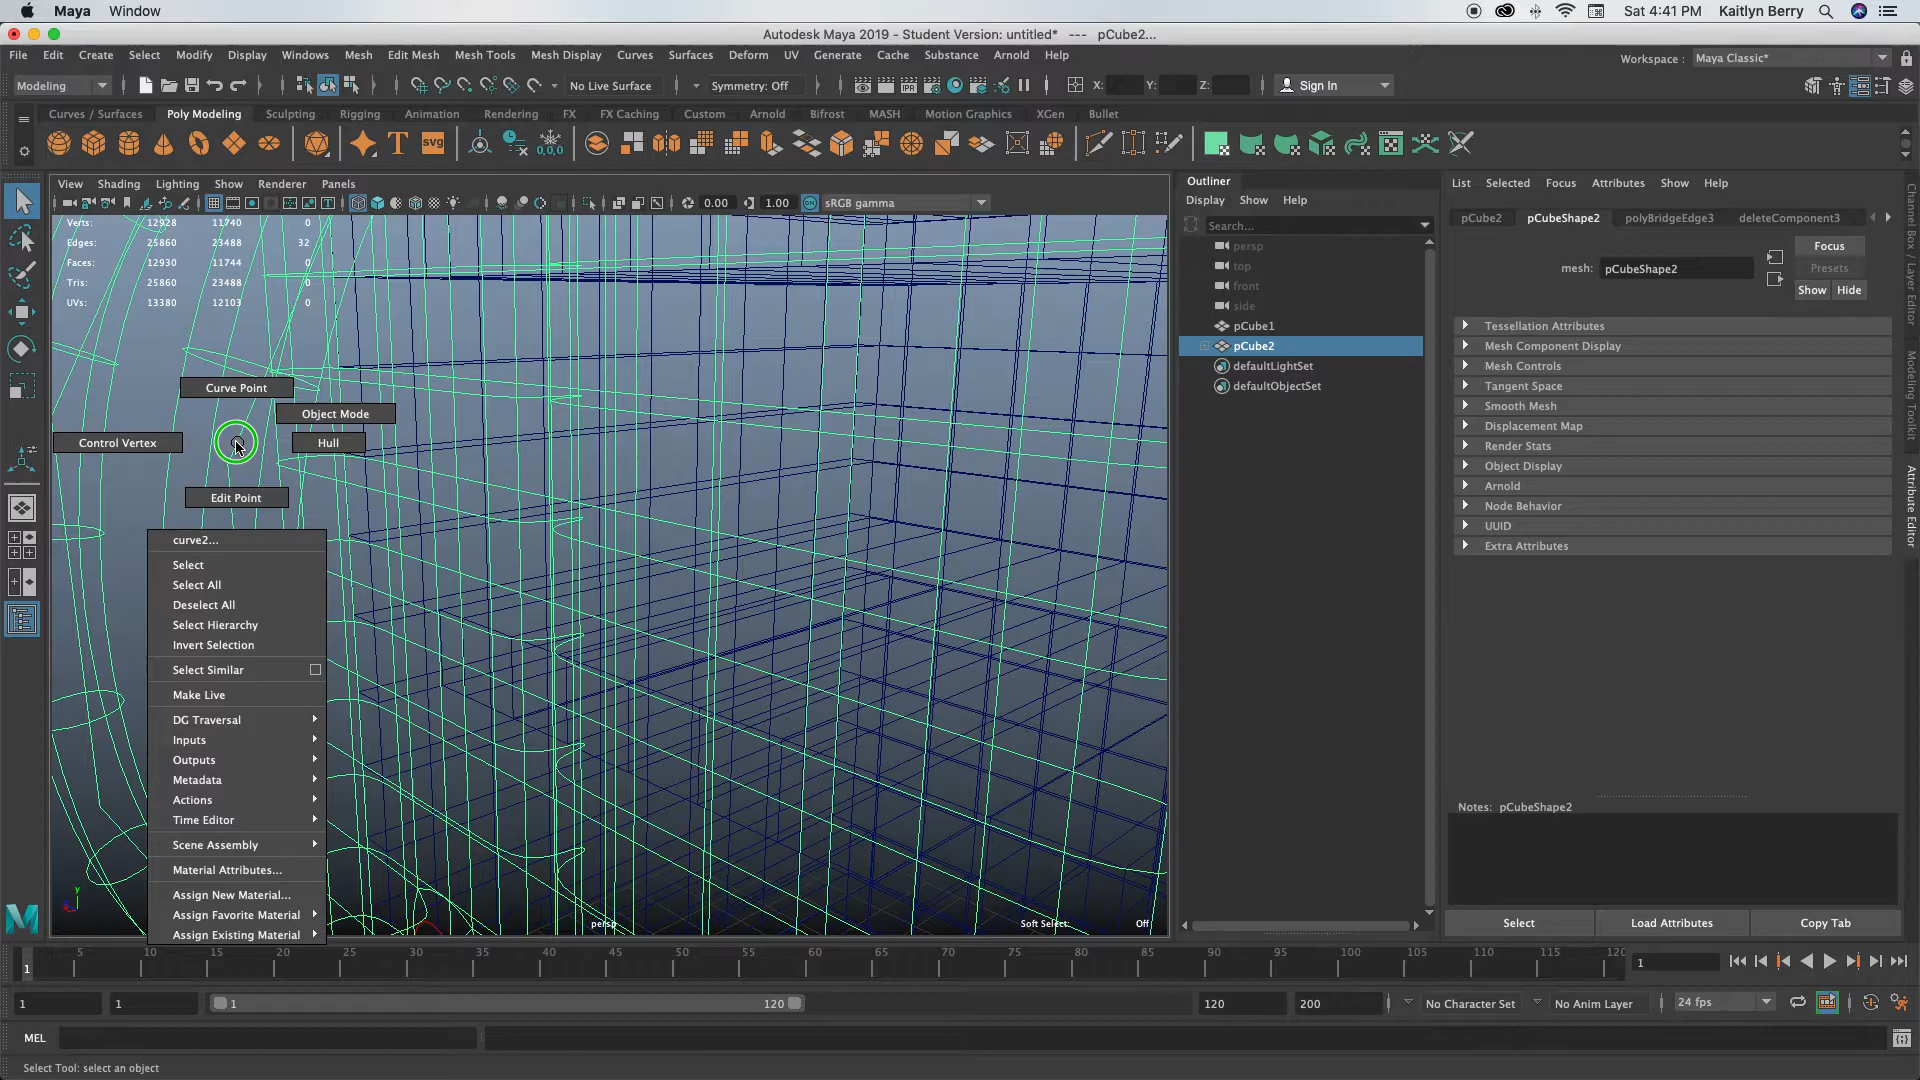 Maya Window Sat 4:41 PM Kaitlyn Berry
Autodesk Maya 2019 - Student Version: untitled* --- pCube2...
File Edit Create Select Modify Display Windows Mesh Edit Mesh Mesh Tools Mesh Display Curves Surfaces Deform UV Generate Cache Substance Arnold Help Workspace : Maya Classic*
Modeling No Live Surface Symmetry: Off X: Y: Z: Sign In
Curves / Surfaces Poly Modeling Sculpting Rigging Animation Rendering FX FX Caching Custom Arnold Bifrost MASH Motion Graphics XGen Bullet
View Shading Lighting Show Renderer Panels
0.00 1.00 sRGB gamma
Verts: 12928 11740 0
Edges: 25860 23488 32
Faces: 12930 11744 0
Tris: 25860 23488 0
UVs: 13380 12103 0
Curve Point
Object Mode
Control Vertex Hull
Edit Point
curve2...
Select
Select All
Deselect All
Select Hierarchy
Invert Selection
Select Similar
Make Live
DG Traversal
Inputs
Outputs
Metadata
Actions
Time Editor
Scene Assembly
Material Attributes...
Assign New Material...
Assign Favorite Material
Assign Existing Material
y
persp Soft Select: Off
Outliner
Display Show Help
Search...
persp
top
front
side
pCube1
pCube2
defaultLightSet
defaultObjectSet
List Selected Focus Attributes Show Help
pCube2 pCubeShape2 polyBridgeEdge3 deleteComponent3
Focus
mesh: pCubeShape2 Presets
Show Hide
Tessellation Attributes
Mesh Component Display
Mesh Controls
Tangent Space
Smooth Mesh
Displacement Map
Render Stats
Object Display
Arnold
Node Behavior
UUID
Extra Attributes
Notes: pCubeShape2
Select Load Attributes Copy Tab
Channel Box / Layer Editor
Modeling Toolkit
Attribute Editor
5 10 15 20 25 30 35 40 45 50 55 60 65 70 75 80 85 90 95 100 105 110 115 120
1 1
1 1 1 120 120 200 No Character Set No Anim Layer 24 fps
MEL
Select Tool: select an object